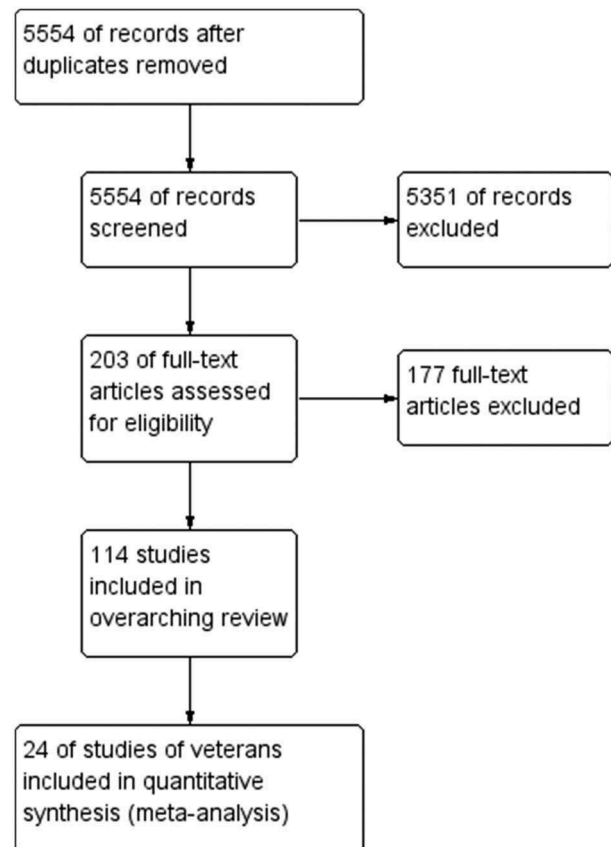 5554 of records after
duplicates removed
5554 of records
screened
5351 of records
excluded
203 of full-text
articles assessed
for eligibility
177 full-text
articles excluded
114 studies
included in
overarching review
24 of studies of veterans
included in quantitative
synthesis (meta-analysis)